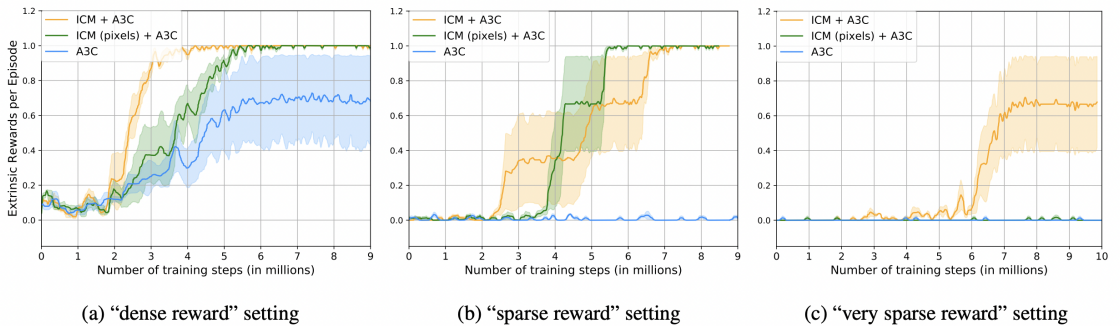 Extrinsic Rewards per Episode
1.2
1.0
0.8
0.6
0.4
0.2
0.0
ICM + A3C
ICM (pixels) + A3C
A3C
0 1 2 3 4 5 6 7 8 9
Number of training steps (in millions)
(a) “dense reward” setting
1.2
1.0
0.8
0.6
0.4
0.2
0.0
ICM + A3C
ICM (pixels) + A3C
A3C
0 1 2 3 4 5 6 7 8 9
Number of training steps (in millions)
(b) “sparse reward” setting
1.2
1.0
0.8
0.6
0.4
0.2
0.0
ICM + A3C
ICM (pixels) + A3C
A3C
0 1 2 3 4 5 6 7 8 9 10
Number of training steps (in millions)
(c) “very sparse reward” setting